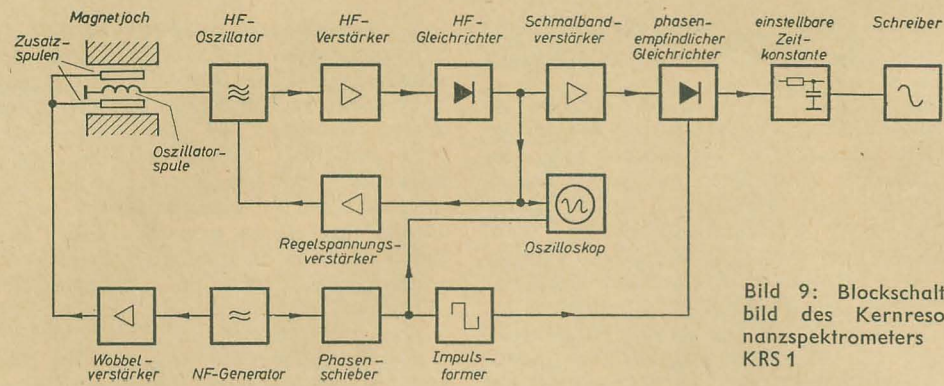 Magnetjoch
Zusatz-
spulen
Oszillator-
spule
HF-
Oszillator
HF-
Verstärker
HF-
Gleichrichter
Schmalband-
verstärker
phasen-
empfindlicher
Gleichrichter
einstellbare
Zeit-
konstante
Schreiber
Regelspannungs-
verstärker
Oszilloskop
Wobbel-
verstärker
NF-Generator
Phasen-
schieber
Impuls-
former
Bild 9: Blockschalt-
bild des Kernreso-
nanzspektrometers
KRS 1